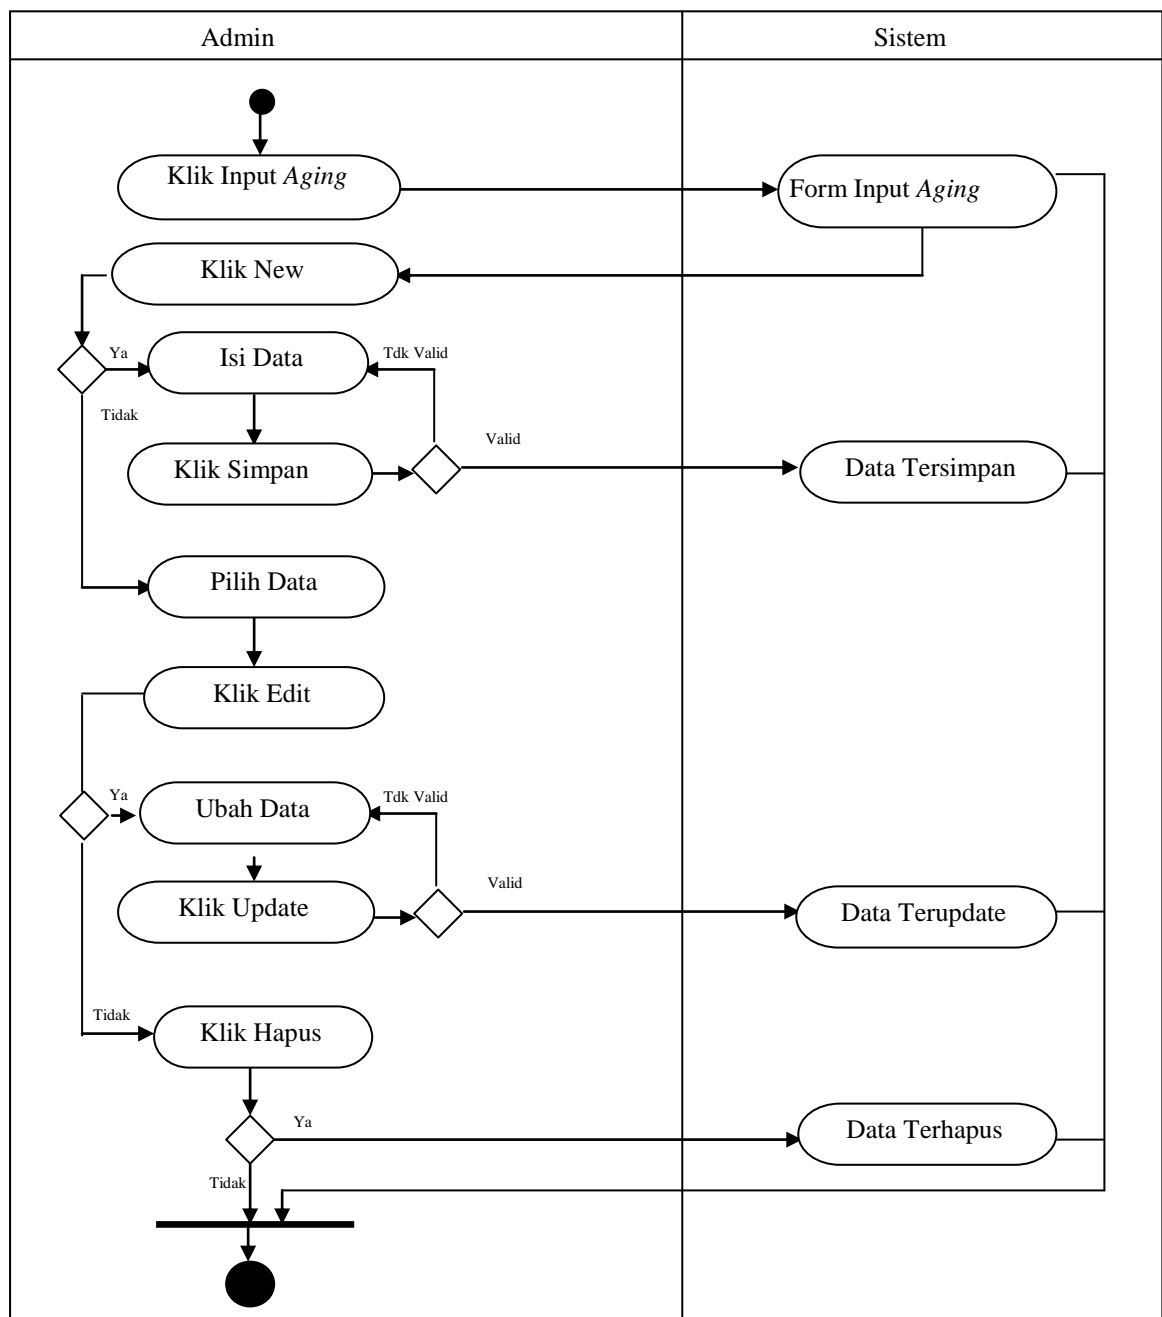 Admin
Sistem
Klik Input Aging
Form Input Aging
Klik New
Ya
Isi Data
Tdk Valid
Tidak
Klik Simpan
Valid
Data Tersimpan
Pilih Data
Klik Edit
Ya
Ubah Data
Tdk Valid
Klik Update
Valid
Data Terupdate
Tidak
Klik Hapus
Ya
Data Terhapus
Tidak